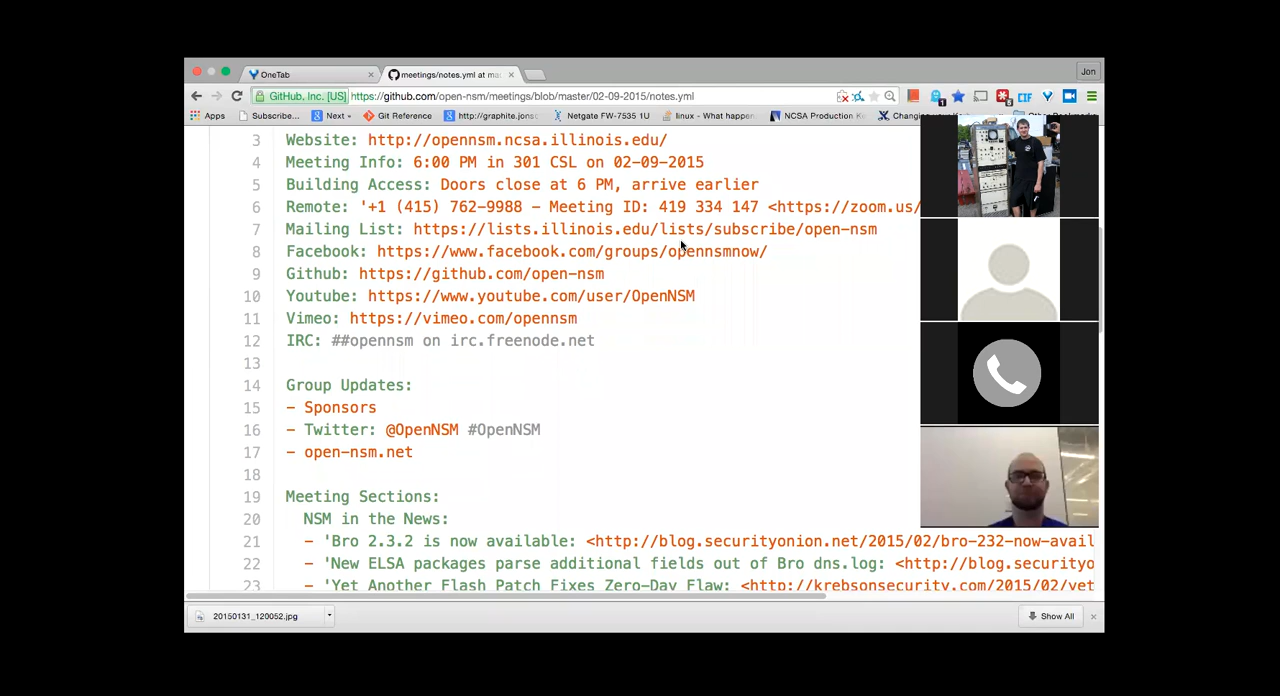 OneTab
meetings/notes.yml at ma
Jon
GitHub, Inc. [US] https://github.com/open-nsm/meetings/blob/master/02-09-2015/notes.yml
Apps Subscribe... Next Git Reference http://graphite.jons Netgate FW-7535 1U linux - What happen NCSA Production Changin
3 Website: http://opennsm.ncsa.illinois.edu/
4 Meeting Info: 6:00 PM in 301 CSL on 02-09-2015
5 Building Access: Doors close at 6 PM, arrive earlier
6 Remote: '+1 (415) 762-9988 - Meeting ID: 419 334 147 <https://zoom.us/
7 Mailing List: https://lists.illinois.edu/lists/subscribe/open-nsm
8 Facebook: https://www.facebook.com/groups/opennsmnow/
9 Github: https://github.com/open-nsm
10 Youtube: https://www.youtube.com/user/OpenNSM
11 Vimeo: https://vimeo.com/opennsm
12 IRC: ##opennsm on irc.freenode.net
13
14 Group Updates:
15 - Sponsors
16 - Twitter: @OpenNSM #OpenNSM
17 - open-nsm.net
18
19 Meeting Sections:
20 NSM in the News:
21 - 'Bro 2.3.2 is now available: <http://blog.securityonion.net/2015/02/bro-232-now-avail
22 - 'New ELSA packages parse additional fields out of Bro dns.log: <http://blog.securityo
23 - 'Yet Another Flash Patch Fixes Zero-Day Flaw: <http://krebsonsecurity.com/2015/02/yet
20150131_120052.jpg
Show All